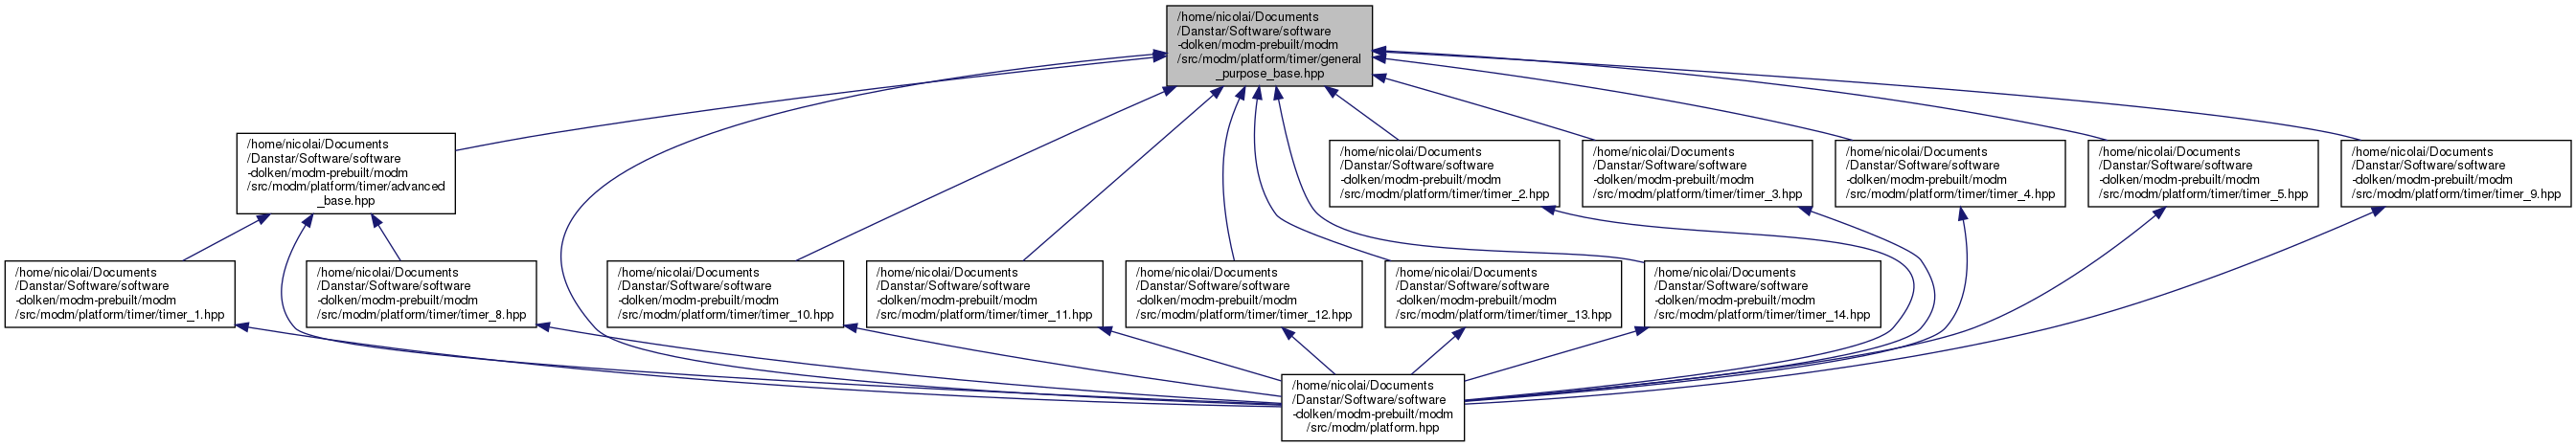 /home/nicolai/Documents
/Danstar/Software/software
-dolken/modm-prebuilt/modm
/src/modm/platform/timer/general
_purpose_base.hpp
/home/nicolai/Documents
/Danstar/Software/software
-dolken/modm-prebuilt/modm
/src/modm/platform/timer/advanced
_base.hpp
/home/nicolai/Documents
/Danstar/Software/software
-dolken/modm-prebuilt/modm
/src/modm/platform/timer/timer_2.hpp
/home/nicolai/Documents
/Danstar/Software/software
-dolken/modm-prebuilt/modm
/src/modm/platform/timer/timer_3.hpp
/home/nicolai/Documents
/Danstar/Software/software
-dolken/modm-prebuilt/modm
/src/modm/platform/timer/timer_4.hpp
/home/nicolai/Documents
/Danstar/Software/software
-dolken/modm-prebuilt/modm
/src/modm/platform/timer/timer_5.hpp
/home/nicolai/Documents
/Danstar/Software/software
-dolken/modm-prebuilt/modm
/src/modm/platform/timer/timer_9.hpp
/home/nicolai/Documents
/Danstar/Software/software
-dolken/modm-prebuilt/modm
/src/modm/platform/timer/timer_1.hpp
/home/nicolai/Documents
/Danstar/Software/software
-dolken/modm-prebuilt/modm
/src/modm/platform/timer/timer_8.hpp
/home/nicolai/Documents
/Danstar/Software/software
-dolken/modm-prebuilt/modm
/src/modm/platform/timer/timer_10.hpp
/home/nicolai/Documents
/Danstar/Software/software
-dolken/modm-prebuilt/modm
/src/modm/platform/timer/timer_11.hpp
/home/nicolai/Documents
/Danstar/Software/software
-dolken/modm-prebuilt/modm
/src/modm/platform/timer/timer_12.hpp
/home/nicolai/Documents
/Danstar/Software/software
-dolken/modm-prebuilt/modm
/src/modm/platform/timer/timer_13.hpp
/home/nicolai/Documents
/Danstar/Software/software
-dolken/modm-prebuilt/modm
/src/modm/platform/timer/timer_14.hpp
/home/nicolai/Documents
/Danstar/Software/software
-dolken/modm-prebuilt/modm
/src/modm/platform.hpp